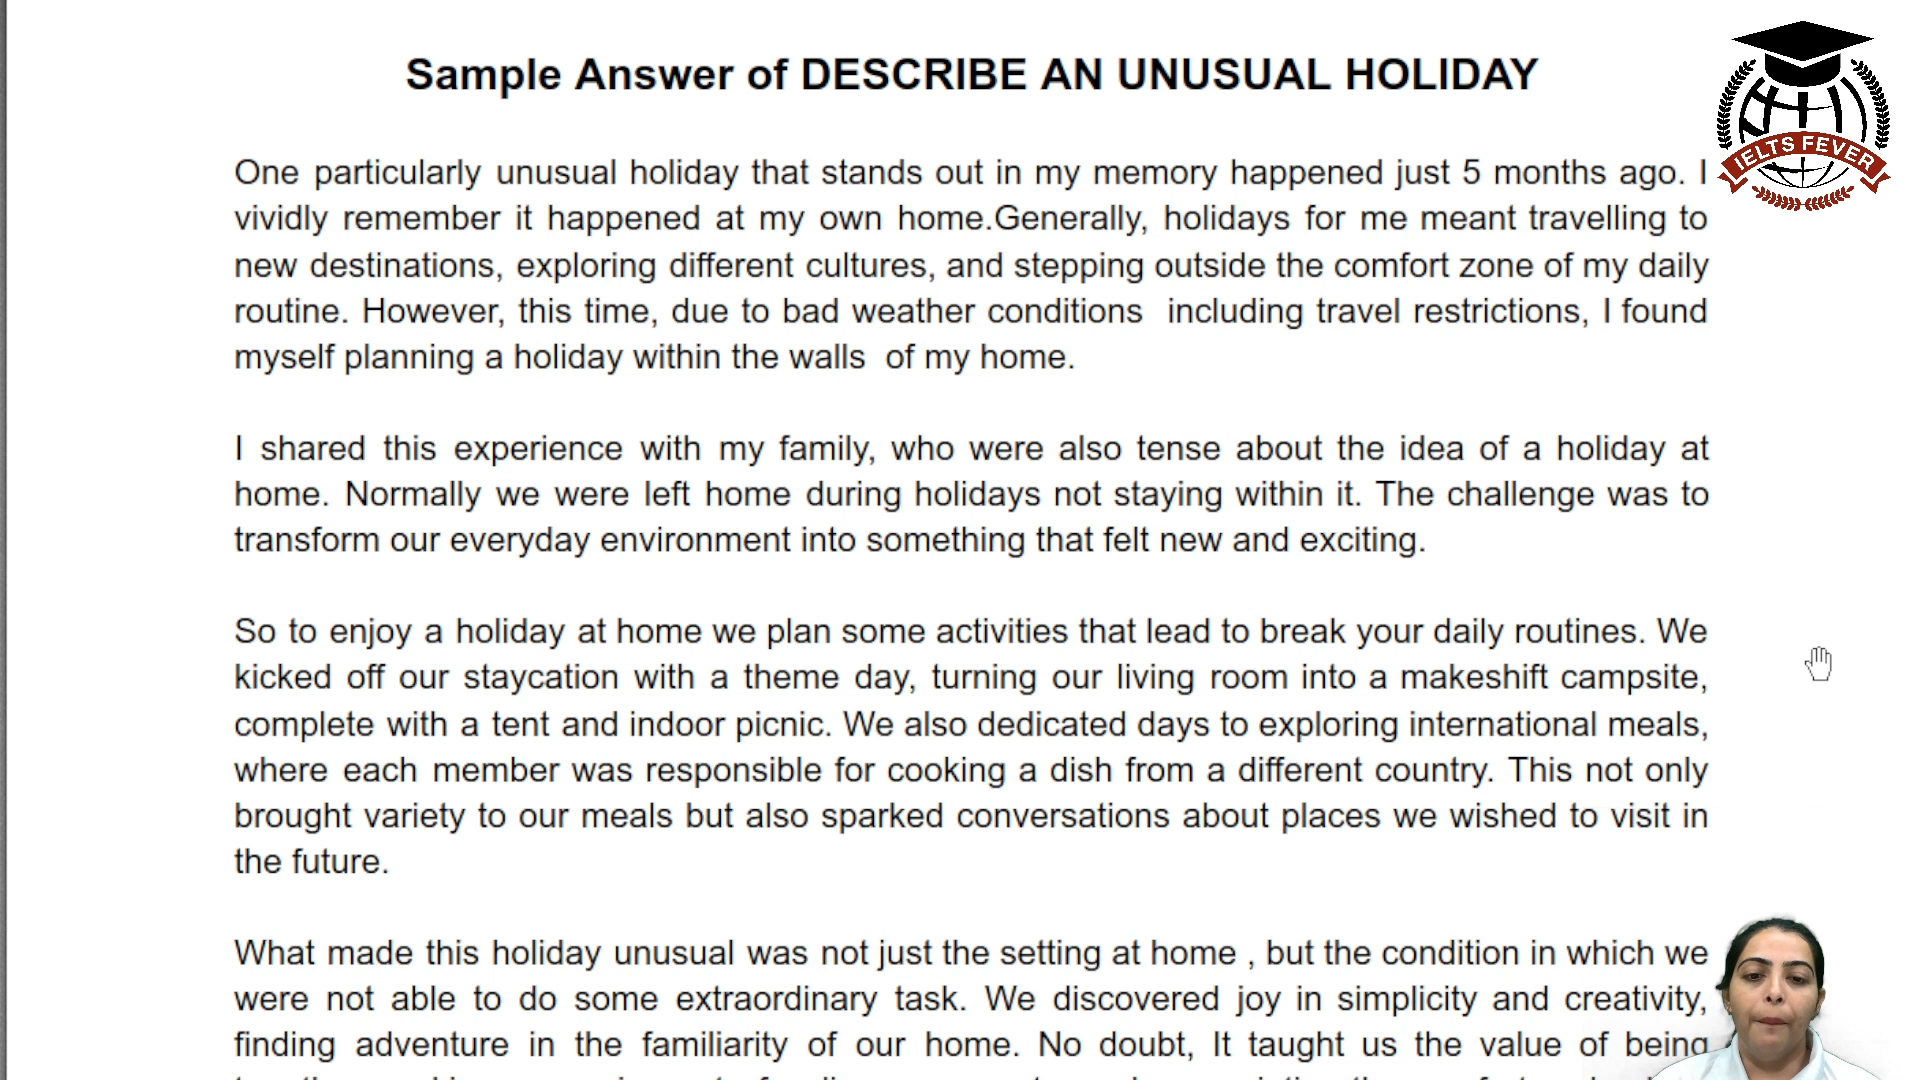 Sample Answer of DESCRIBE AN UNUSUAL HOLIDAY
IELTS FEVER
One particularly unusual holiday that stands out in my memory happened just 5 months ago. I
vividly remember it happened at my own home.Generally, holidays for me meant travelling to
new destinations, exploring different cultures, and stepping outside the comfort zone of my daily
routine. However, this time, due to bad weather conditions  including travel restrictions, I found
myself planning a holiday within the walls  of my home.
I shared this experience with my family, who were also tense about the idea of a holiday at
home. Normally we were left home during holidays not staying within it. The challenge was to
transform our everyday environment into something that felt new and exciting.
So to enjoy a holiday at home we plan some activities that lead to break your daily routines. We
kicked off our staycation with a theme day, turning our living room into a makeshift campsite,
complete with a tent and indoor picnic. We also dedicated days to exploring international meals,
where each member was responsible for cooking a dish from a different country. This not only
brought variety to our meals but also sparked conversations about places we wished to visit in
the future.
What made this holiday unusual was not just the setting at home , but the condition in which we
were not able to do some extraordinary task. We discovered joy in simplicity and creativity,
finding adventure in the familiarity of our home. No doubt, It taught us the value of being